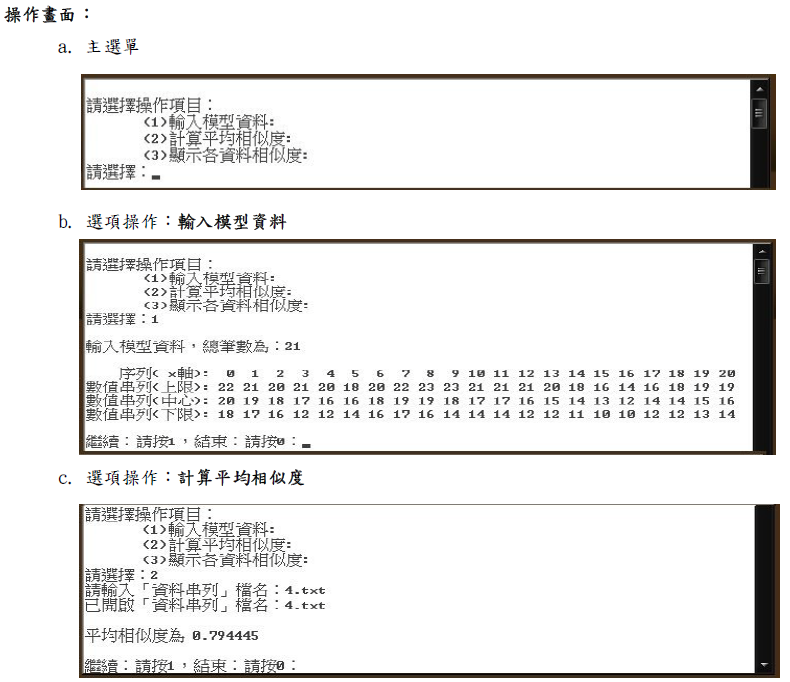 操作畫面：
a. 主選單
請選擇操作項目：
(1)輸入模型資料:
(2)計算平均相似度:
(3)顯示各資料相似度:
請選擇：
b. 選項操作：輸入模型資料
請選擇操作項目：
(1)輸入模型資料:
(2)計算平均相似度:
(3)顯示各資料相似度:
請選擇：1
輸入模型資料，總筆數為：21
序列( x軸): 0 1 2 3 4 5 6 7 8 9 10 11 12 13 14 15 16 17 18 19 20
數值串列(上限): 22 21 20 21 20 18 20 22 23 23 21 21 21 20 18 16 14 16 18 19 19
數值串列(中心): 20 19 18 17 16 16 18 19 19 18 17 17 16 15 14 13 12 14 14 15 16
數值串列(下限): 18 17 16 12 12 14 16 17 16 14 14 14 12 12 11 10 10 12 12 13 14
繼續：請按1，結束：請按0：
c. 選項操作：計算平均相似度
請選擇操作項目：
(1)輸入模型資料:
(2)計算平均相似度:
(3)顯示各資料相似度:
請選擇：2
請輸入「資料串列」檔名：4.txt
已開啟「資料串列」檔名：4.txt
平均相似度為 0.794445
繼續：請按1，結束：請按0：